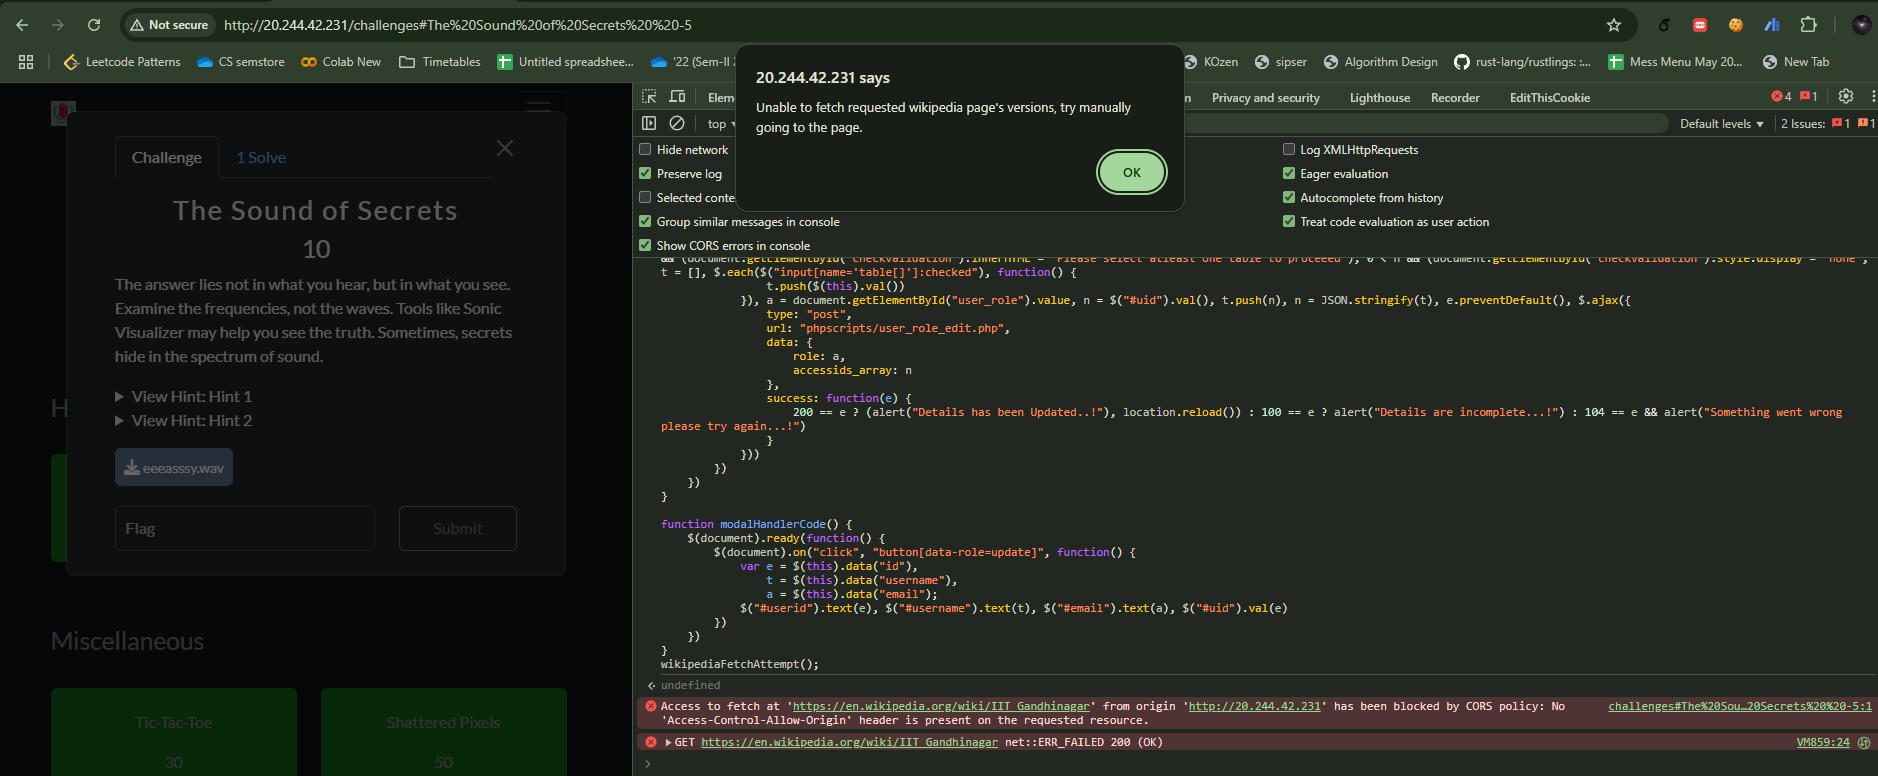 Not secure
http://20.244.42.231/challenges#The%20Sound%20of%20Secrets%20%20-5
Leetcode Patterns
CS semstore
Colab New
Timetables
Untitled spreadshee...
'22 (Sem-II 2
KOzen
sipser
Algorithm Design
rust-lang/rustlings: :...
Mess Menu May 20...
New Tab
20.244.42.231 says
Unable to fetch requested wikipedia page's versions, try manually
going to the page.
OK
Challenge
1 Solve
The Sound of Secrets
10
The answer lies not in what you hear, but in what you see.
Examine the frequencies, not the waves. Tools like Sonic
Visualizer may help you see the truth. Sometimes, secrets
hide in the spectrum of sound.
View Hint: Hint 1
View Hint: Hint 2
eeeasssy.wav
Flag
Submit
H
Miscellaneous
Tic-Tac-Toe
30
Shattered Pixels
50
Eleme
n
Privacy and security
Lighthouse
Recorder
EditThisCookie
4
1
top
Default levels
2 Issues:
1
1
Hide network
Preserve log
Selected conte
Group similar messages in console
Show CORS errors in console
Log XMLHttpRequests
Eager evaluation
Autocomplete from history
Treat code evaluation as user action
&& (document.getElementById("checkvalidation").innerHTML = "Please select atleast one table to proceeed"), 0 < n && (document.getElementById("checkvalidation").style.display = "none",
t = [], $.each($("input[name='table[]']:checked"), function() {
t.push($(this).val())
}), a = document.getElementById("user_role").value, n = $("#uid").val(), t.push(n), n = JSON.stringify(t), e.preventDefault(), $.ajax({
type: "post",
url: "phpscripts/user_role_edit.php",
data: {
role: a,
accessids_array: n
},
success: function(e) {
200 == e ? (alert("Details has been Updated..!"), location.reload()) : 100 == e ? alert("Details are incomplete...!") : 104 == e && alert("Something went wrong
please try again...!")
}
}))
})
})
}
function modalHandlerCode() {
$(document).ready(function() {
$(document).on("click", "button[data-role=update]", function() {
var e = $(this).data("id"),
t = $(this).data("username"),
a = $(this).data("email");
$("#userid").text(e), $("#username").text(t), $("#email").text(a), $("#uid").val(e)
})
})
}
wikipediaFetchAttempt();
undefined
Access to fetch at 'https://en.wikipedia.org/wiki/IIT_Gandhinagar' from origin 'http://20.244.42.231' has been blocked by CORS policy: No
'Access-Control-Allow-Origin' header is present on the requested resource.
challenges#The%20Sou…20Secrets%20%20-5:1
GET https://en.wikipedia.org/wiki/IIT_Gandhinagar net::ERR_FAILED 200 (OK)
VM859:24